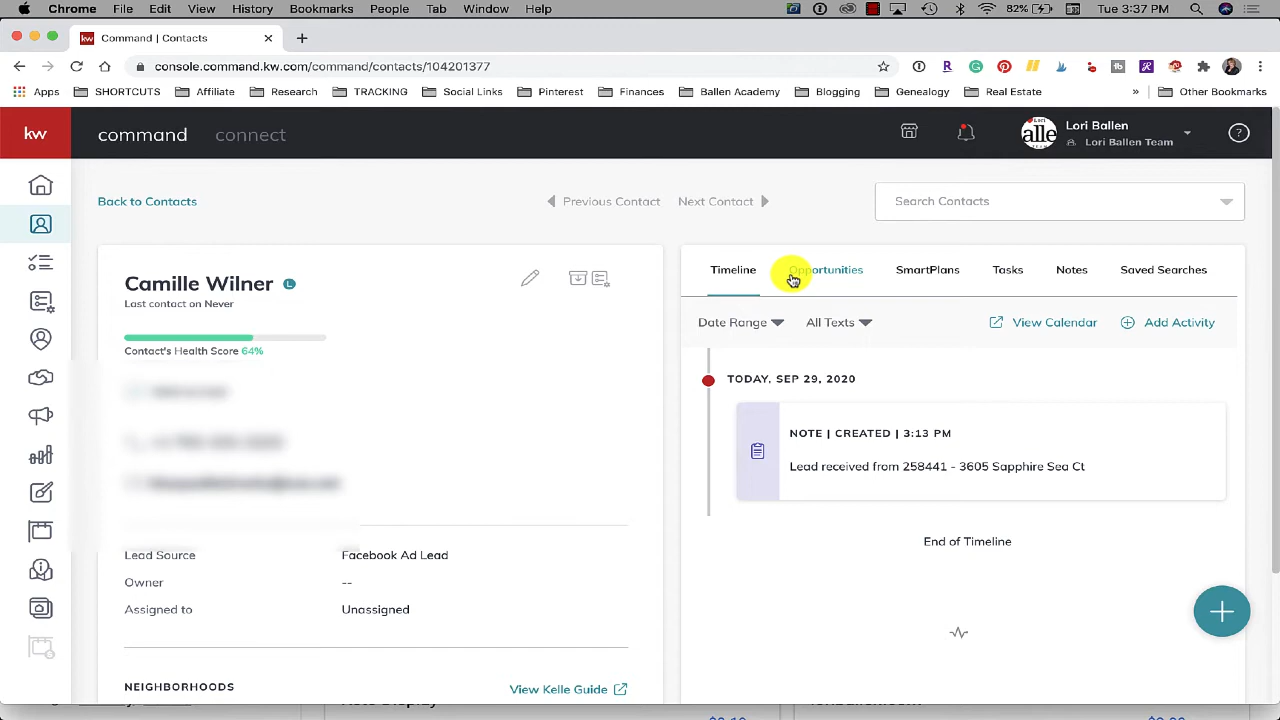 Chrome File Edit View History Bookmarks People Tab Window Help 82% Tue 3:37 PM
kw Command | Contacts
console.command.kw.com/command/contacts/104201377
Apps SHORTCUTS Affiliate Research TRACKING Social Links Pinterest Finances Ballen Academy Blogging Genealogy Real Estate » Other Bookmarks
kw command connect
Lori Ballen
Lori Ballen Team
Back to Contacts Previous Contact Next Contact Search Contacts
Camille Wilner L
Last contact on Never
Contact's Health Score 64%
Lead Source Facebook Ad Lead
Owner --
Assigned to Unassigned
NEIGHBORHOODS View Kelle Guide
Timeline Opportunities SmartPlans Tasks Notes Saved Searches
Date Range All Texts View Calendar Add Activity
TODAY, SEP 29, 2020
NOTE | CREATED | 3:13 PM
Lead received from 258441 - 3605 Sapphire Sea Ct
End of Timeline